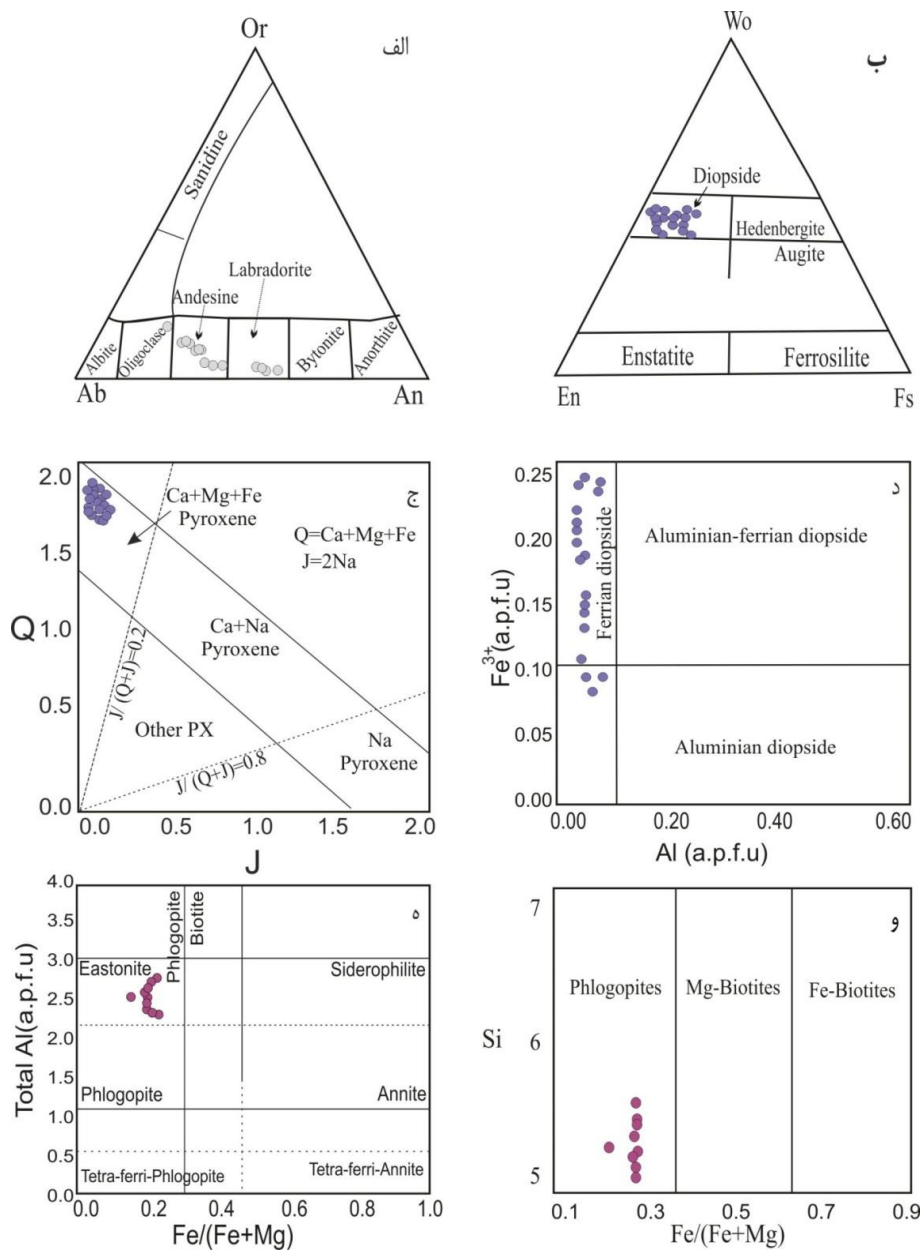 Or
الف
Sanidine
Labradorite
Andesine
Albite
Oligoclase
Bytonite
Anorthite
Ab
An
Wo
ب
Diopside
Hedenbergite
Augite
Enstatite
Ferrosilite
En
Fs
2.0
1.5
1.0
0.5
0.0
Q
ج
Ca+Mg+Fe
Pyroxene
Q=Ca+Mg+Fe
J=2Na
Ca+Na
Pyroxene
J/(Q+J)=0.2
Other PX
J/(Q+J)=0.8
Na
Pyroxene
0.0 0.5 1.0 1.5 2.0
J
0.25
0.20
0.15
0.10
0.05
0.00
Fe3+(a.p.f.u)
د
Ferrian diopside
Aluminian-ferrian diopside
Aluminian diopside
0.00 0.20 0.40 0.60
Al (a.p.f.u)
4.0
3.5
3.0
2.5
2.0
1.5
1.0
0.5
0.0
Total Al(a.p.f.u)
ه
Phlogopite
Biotite
Eastonite
Siderophilite
Phlogopite
Annite
Tetra-ferri-Phlogopite
Tetra-ferri-Annite
0.0 0.2 0.4 0.6 0.8 1.0
Fe/(Fe+Mg)
7
6
5
Si
و
Phlogopites
Mg-Biotites
Fe-Biotites
0.1 0.3 0.5 0.7 0.9
Fe/(Fe+Mg)